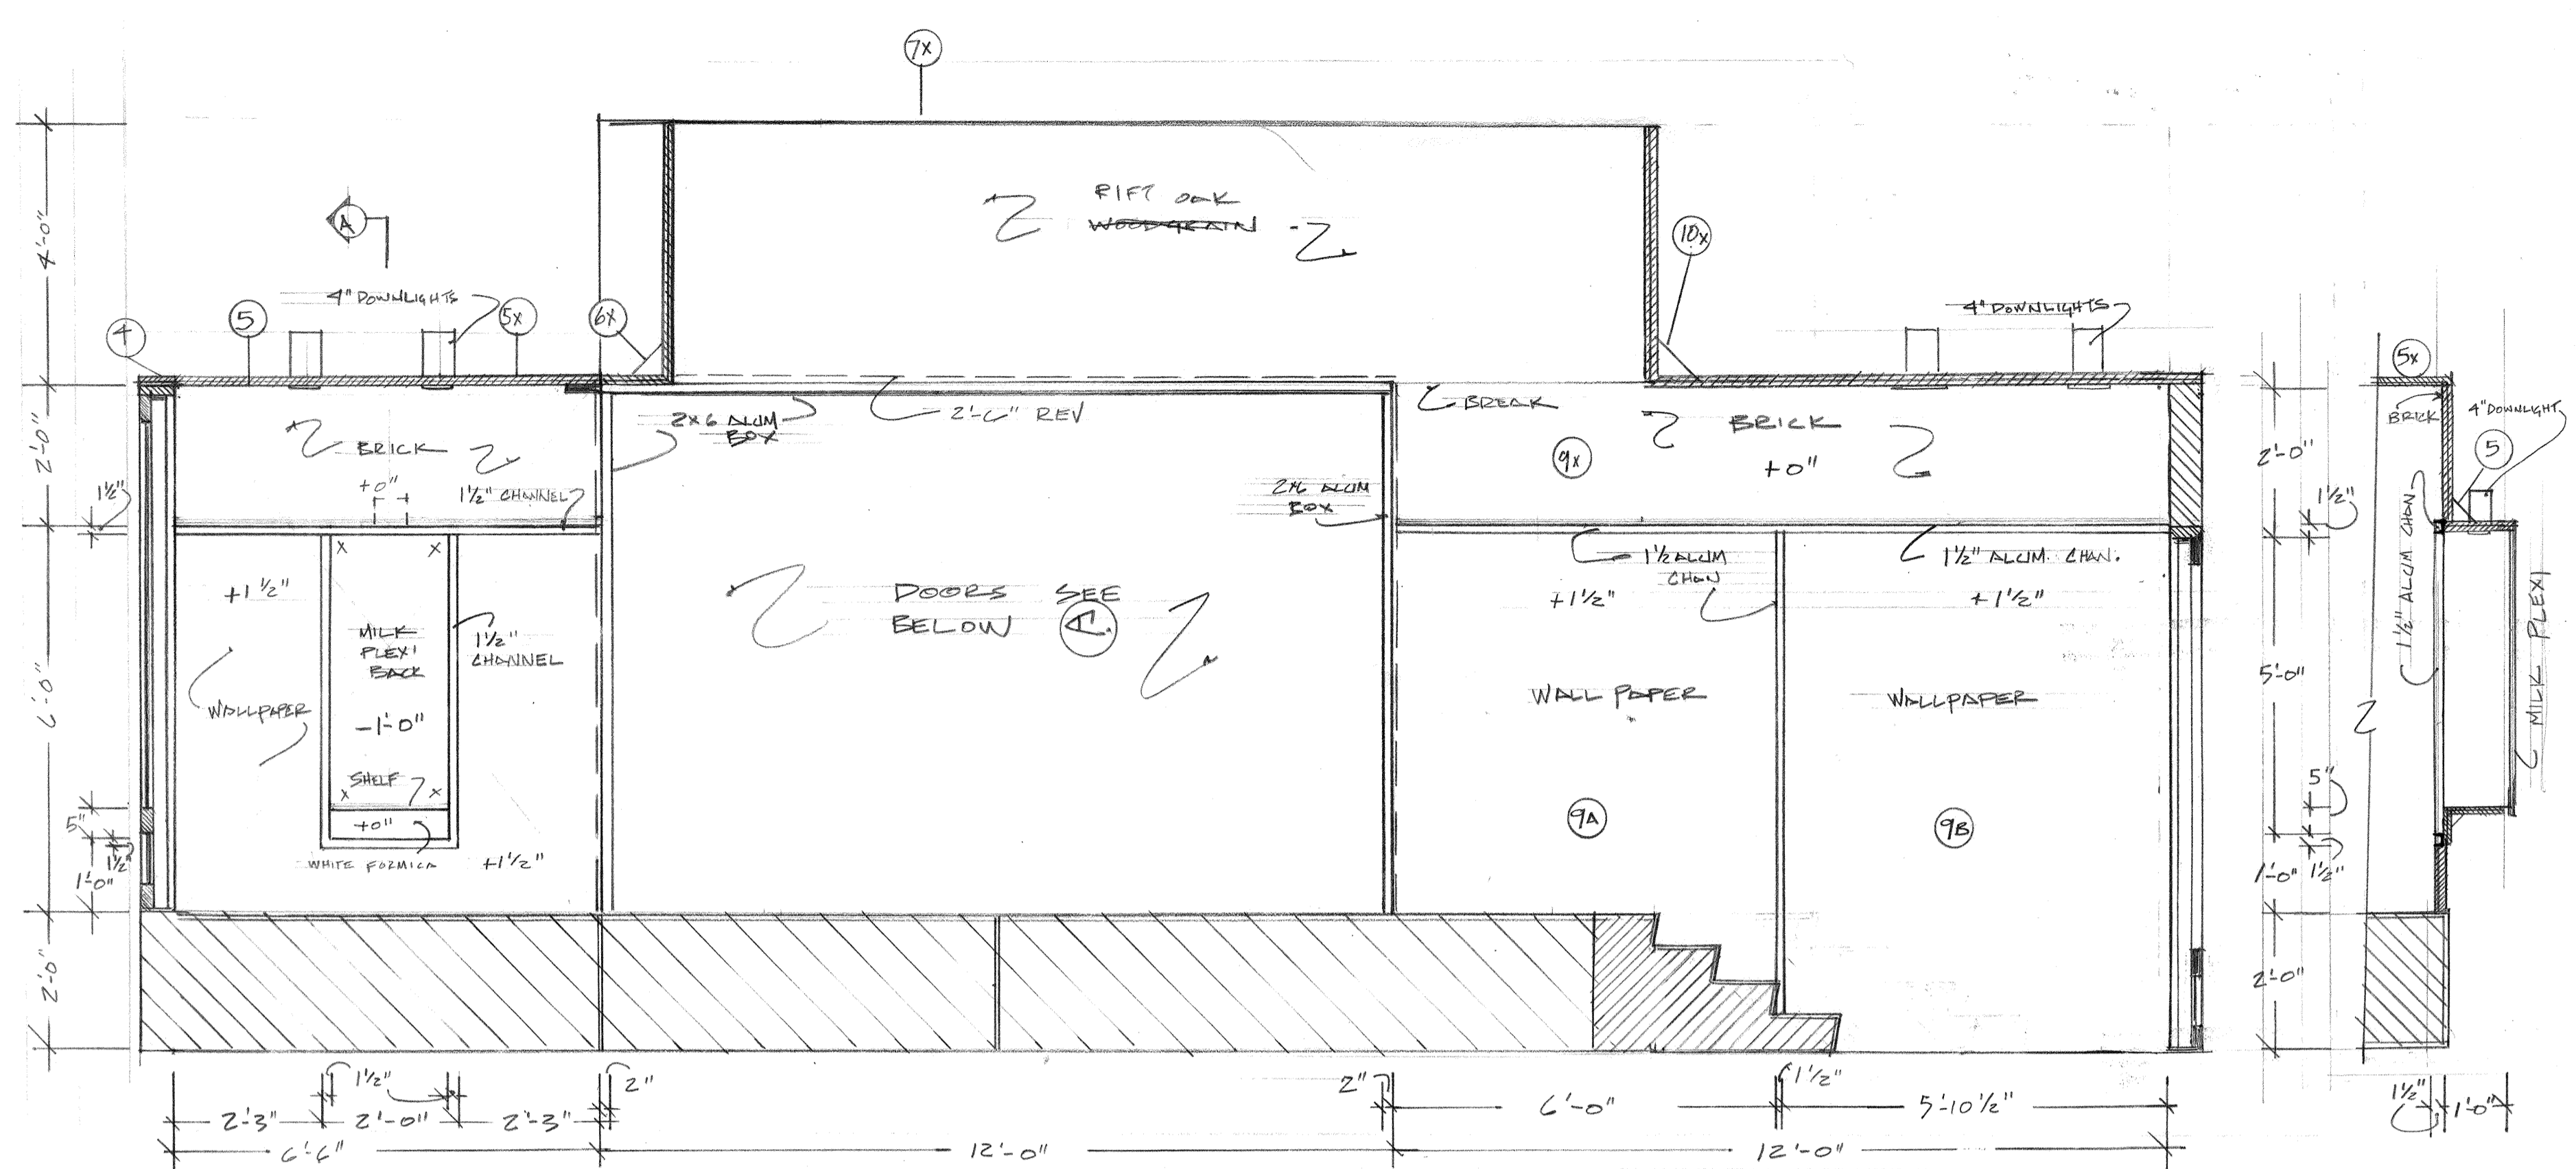 7x
4'-0"
A
4" DOWNLIGHTS
4
5
5x
6x
RIFT OAK
WOODGRAIN
10x
4" DOWNLIGHTS
2'-0"
1½"
BRICK
+0"
1½" CHANNEL
2x6 ALUM
BOX
2'-6" REV
BREAK
9x
BRICK
+0"
2x6 ALUM
BOX
6'-0"
+1½"
MILK
PLEXI
BACK
-1'-0"
1½"
CHANNEL
WALLPAPER
SHELF
+0"
WHITE FORMICA
+1½"
DOORS SEE
BELOW A.
1½ ALUM
CHAN
+1½"
1½" ALUM. CHAN.
+1½"
WALL PAPER
WALLPAPER
9A
9B
5"
1½"
1'-0"
2'-0"
1½"
2'-3"
2'-0"
2'-3"
2"
6'-6"
12'-0"
2"
6'-0"
1½"
5'-10½"
12'-0"
5x
BRICK
4" DOWNLIGHT
5
2'-0"
1½"
1½" ALUM CHAN
MILK PLEXI
5'-0"
5"
1'-0"
1½"
2'-0"
1½"
1'-0"